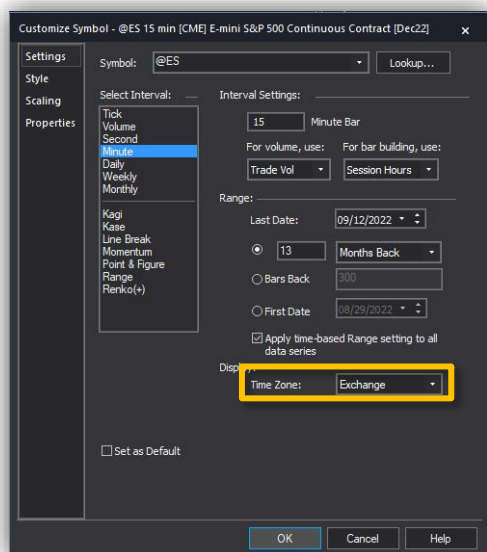 Customize Symbol - @ES 15 min [CME] E-mini S&P 500 Continuous Contract [Dec22]
Settings
Style
Scaling
Properties
Symbol: @ES Lookup...
Select Interval:
Tick
Volume
Second
Minute
Daily
Weekly
Monthly
Kagi
Kase
Line Break
Momentum
Point & Figure
Range
Renko(+)
Interval Settings:
15 Minute Bar
For volume, use: For bar building, use:
Trade Vol Session Hours
Range:
Last Date: 09/12/2022
13 Months Back
Bars Back 300
First Date 08/29/2022
Apply time-based Range setting to all
data series
Display:
Time Zone: Exchange
Set as Default
OK Cancel Help